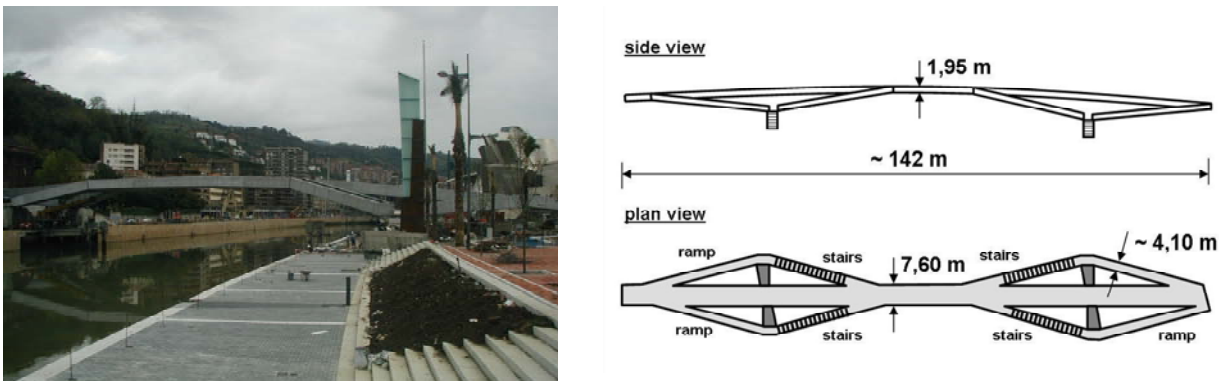 side view
1,95 m
~ 142 m
plan view
~ 4,10 m
ramp
stairs
7,60 m
stairs
ramp
stairs
stairs
ramp